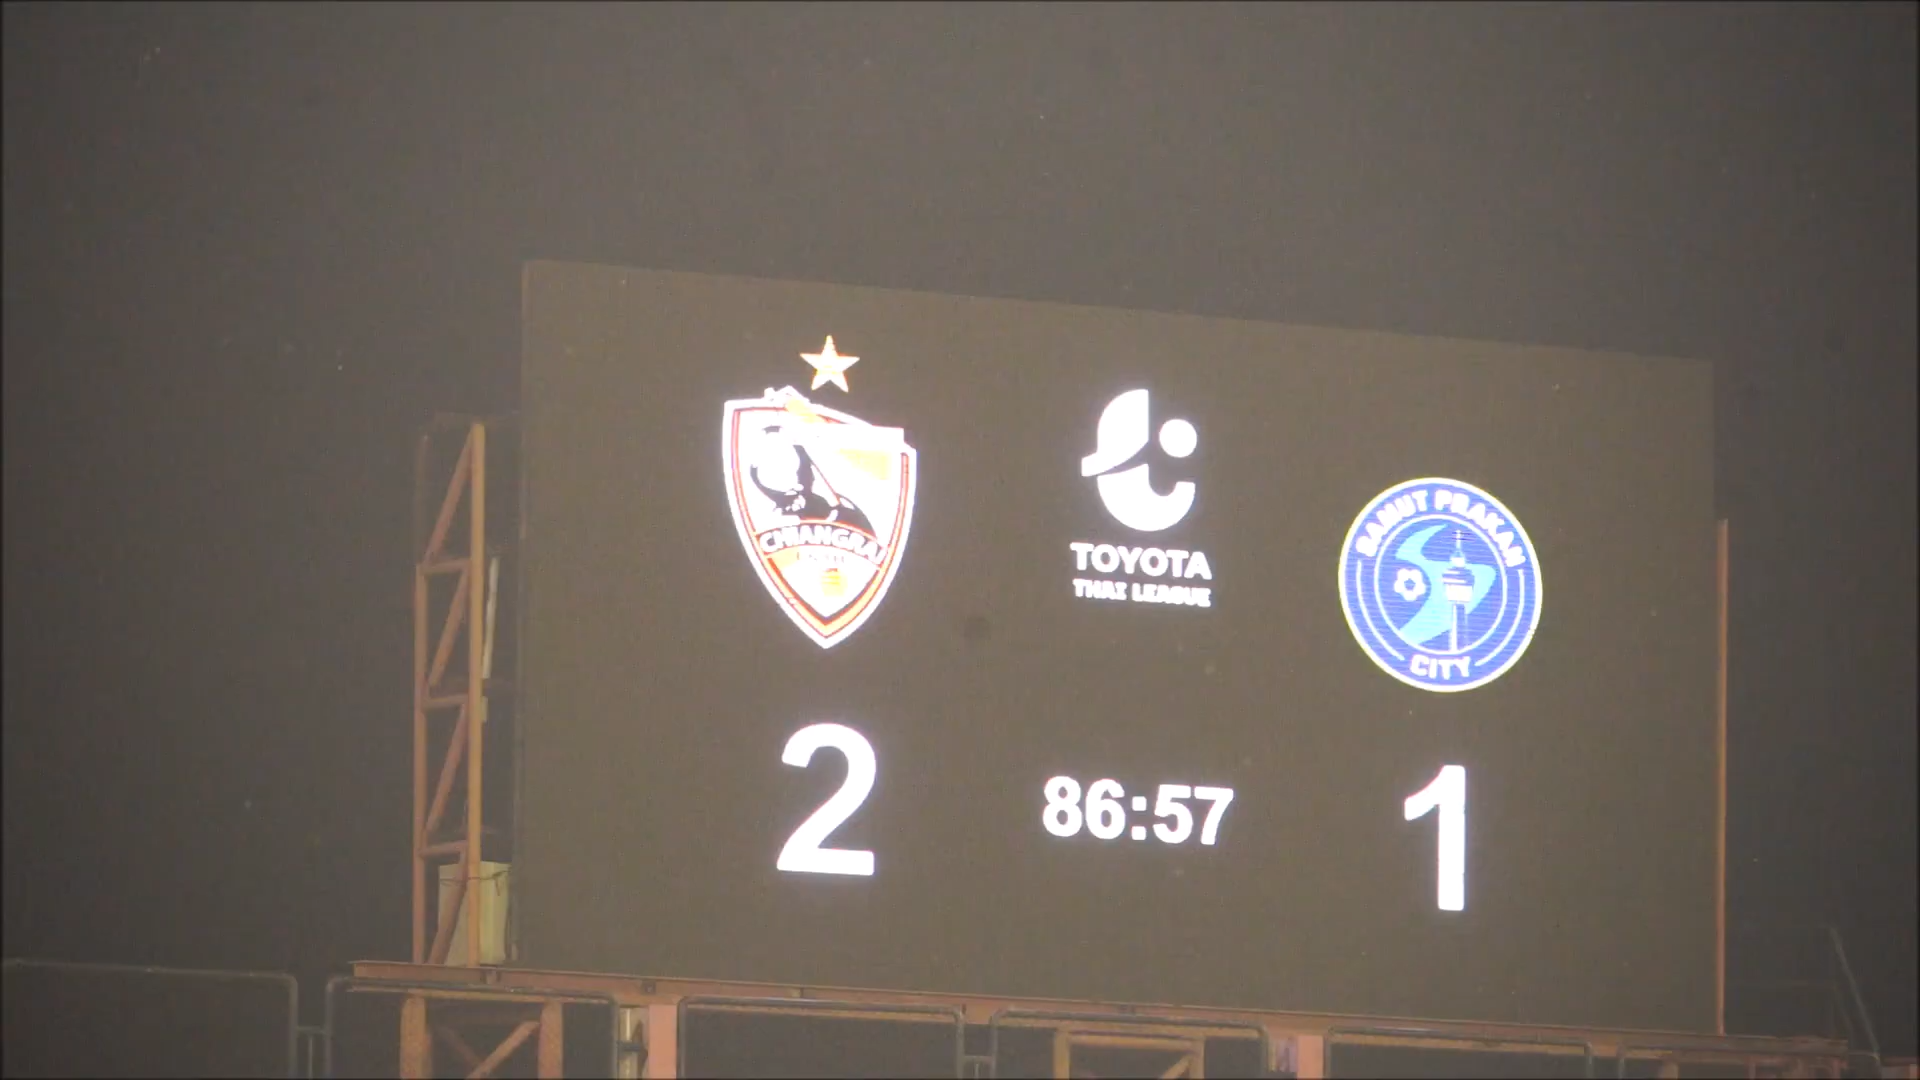 CHIANGRAI
TOYOTA
THAI LEAGUE
SAMUT PRAKAN
CITY
2
86:57
1